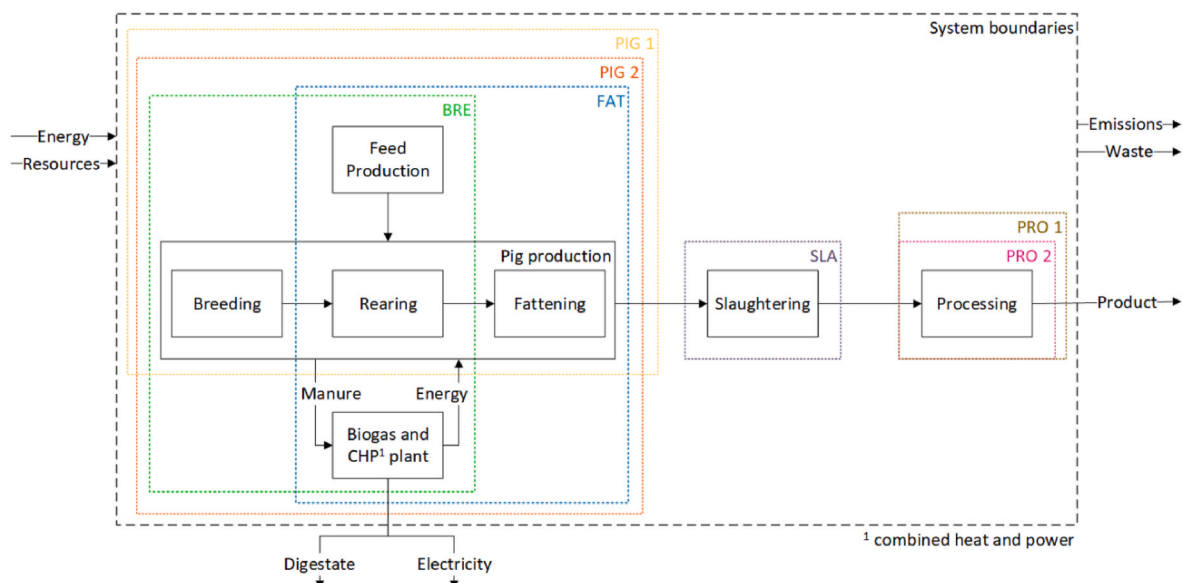 System boundaries
PIG 1
PIG 2
FAT
BRE
Energy
Resources
Emissions
Waste
Feed
Production
Pig production
Breeding
Rearing
Fattening
SLA
Slaughtering
PRO 1
PRO 2
Processing
Product
Manure
Energy
Biogas and
CHP¹ plant
¹ combined heat and power
Digestate
Electricity